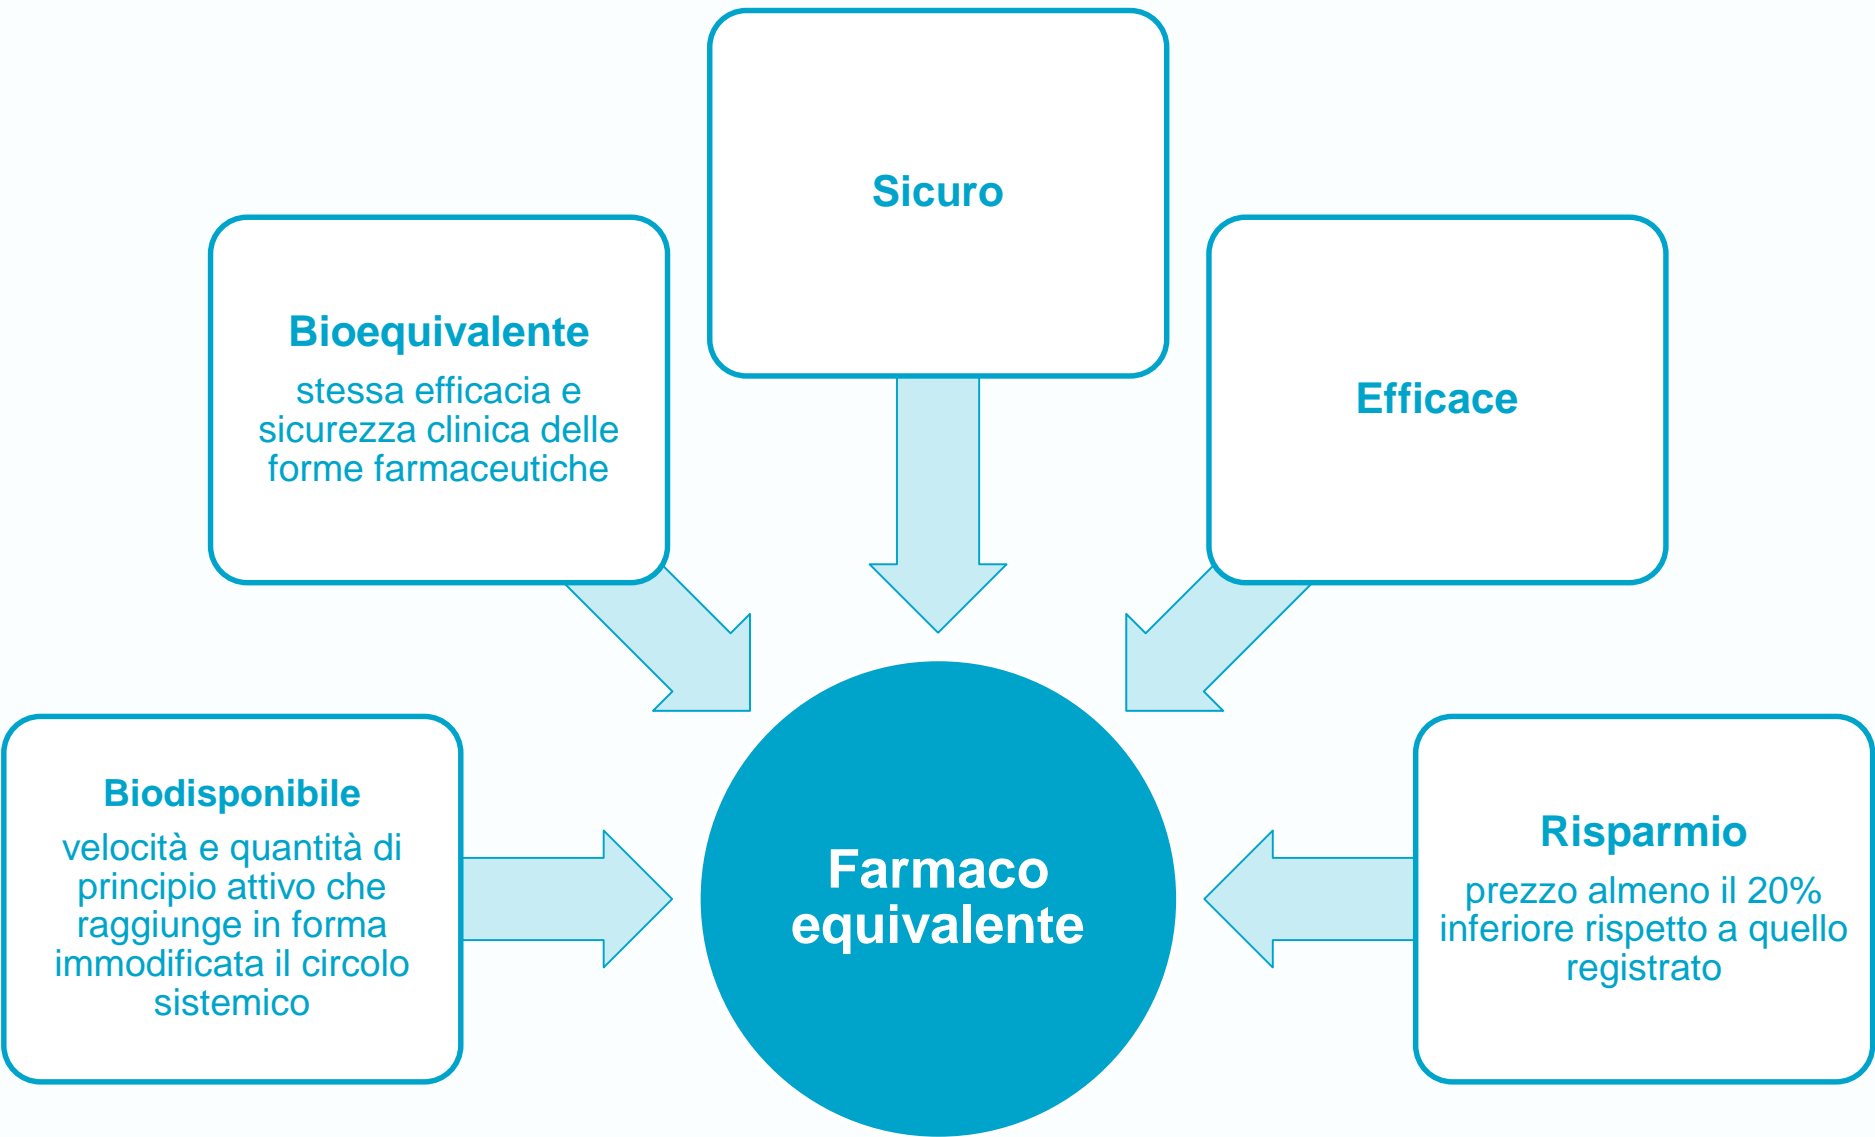 Sicuro
Bioequivalente
stessa efficacia e
sicurezza clinica delle
forme farmaceutiche
Efficace
Biodisponibile
velocità e quantità di
principio attivo che
raggiunge in forma
immodificata il circolo
sistemico
Farmaco
equivalente
Risparmio
prezzo almeno il 20%
inferiore rispetto a quello
registrato